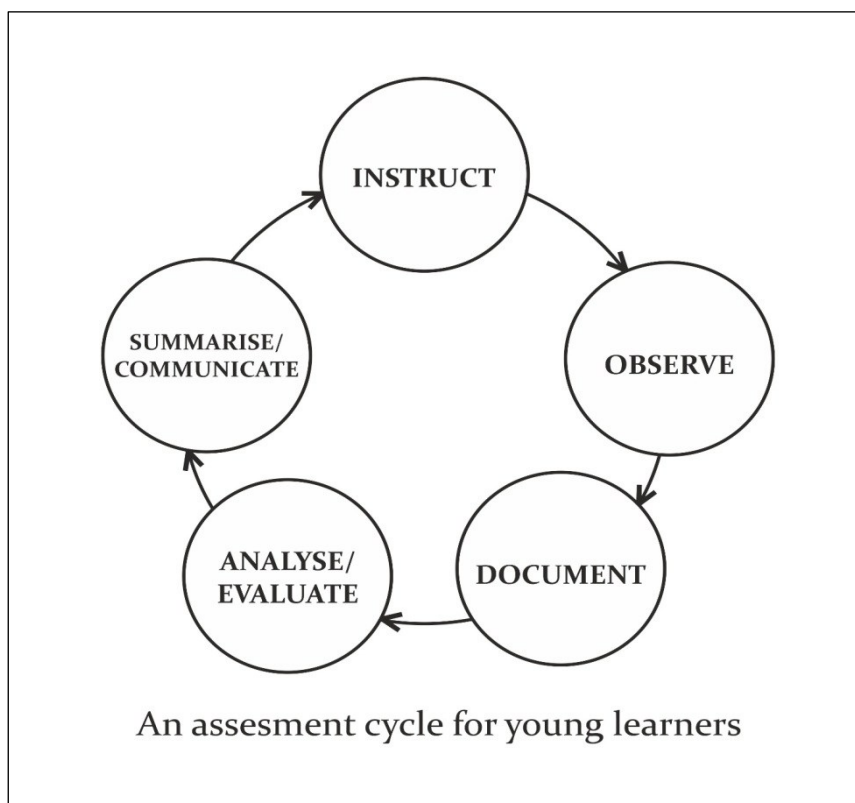 INSTRUCT
OBSERVE
DOCUMENT
ANALYSE/
EVALUATE
SUMMARISE/
COMMUNICATE
An assesment cycle for young learners